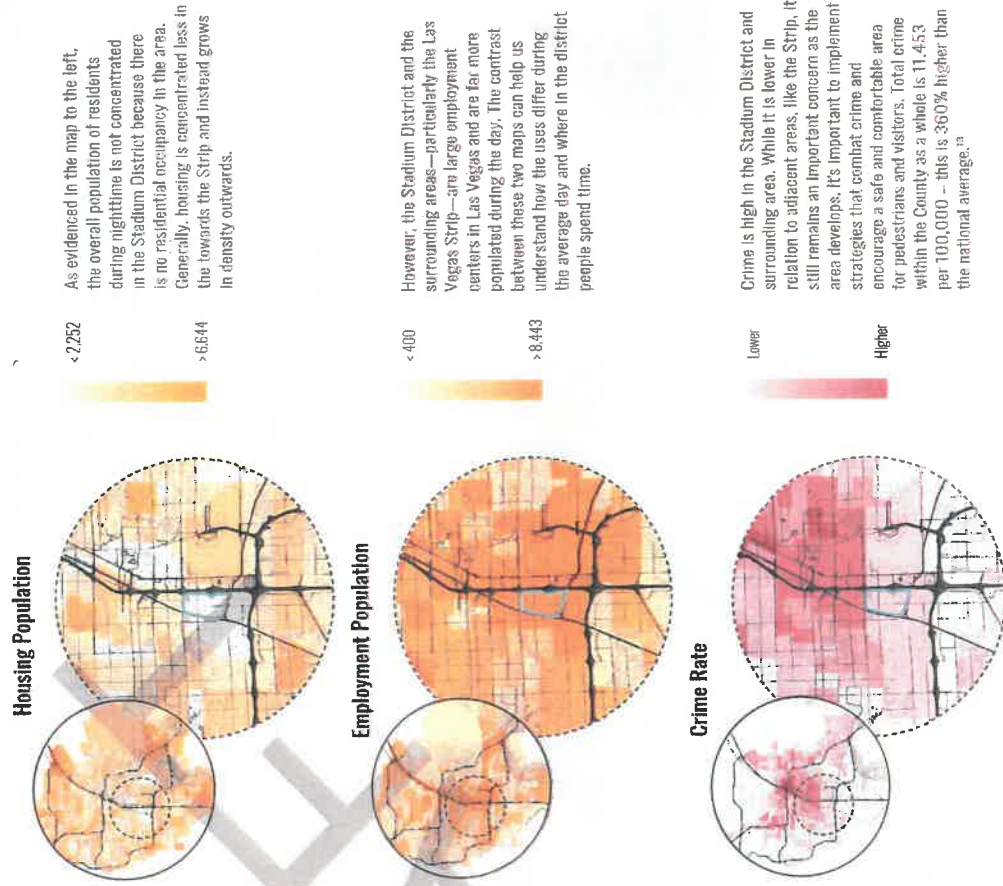 Housing Population
< 2,252
> 6,644
As evidenced in the map to the left,
the overall population of residents
during nighttime is not concentrated
in the Stadium District because there
is no residential occupancy in the area.
Generally, housing is concentrated less in
the towards the Strip and instead grows
in density outwards.
Employment Population
< 400
> 8,443
However, the Stadium District and the
surrounding areas—particularly the Las
Vegas Strip—are large employment
centers in Las Vegas and are far more
populated during the day. The contrast
between these two maps can help us
understand how the uses differ during
the average day and where in the district
people spend time.
Crime Rate
Lower
Higher
Crime is high in the Stadium District and
surrounding area. While it is lower in
relation to adjacent areas, like the Strip, it
still remains an important concern as the
area develops. It's important to implement
strategies that combat crime and
encourage a safe and comfortable area
for pedestrians and visitors. Total crime
within the County as a whole is 11,453
per 100,000 – this is 360% higher than
the national average.